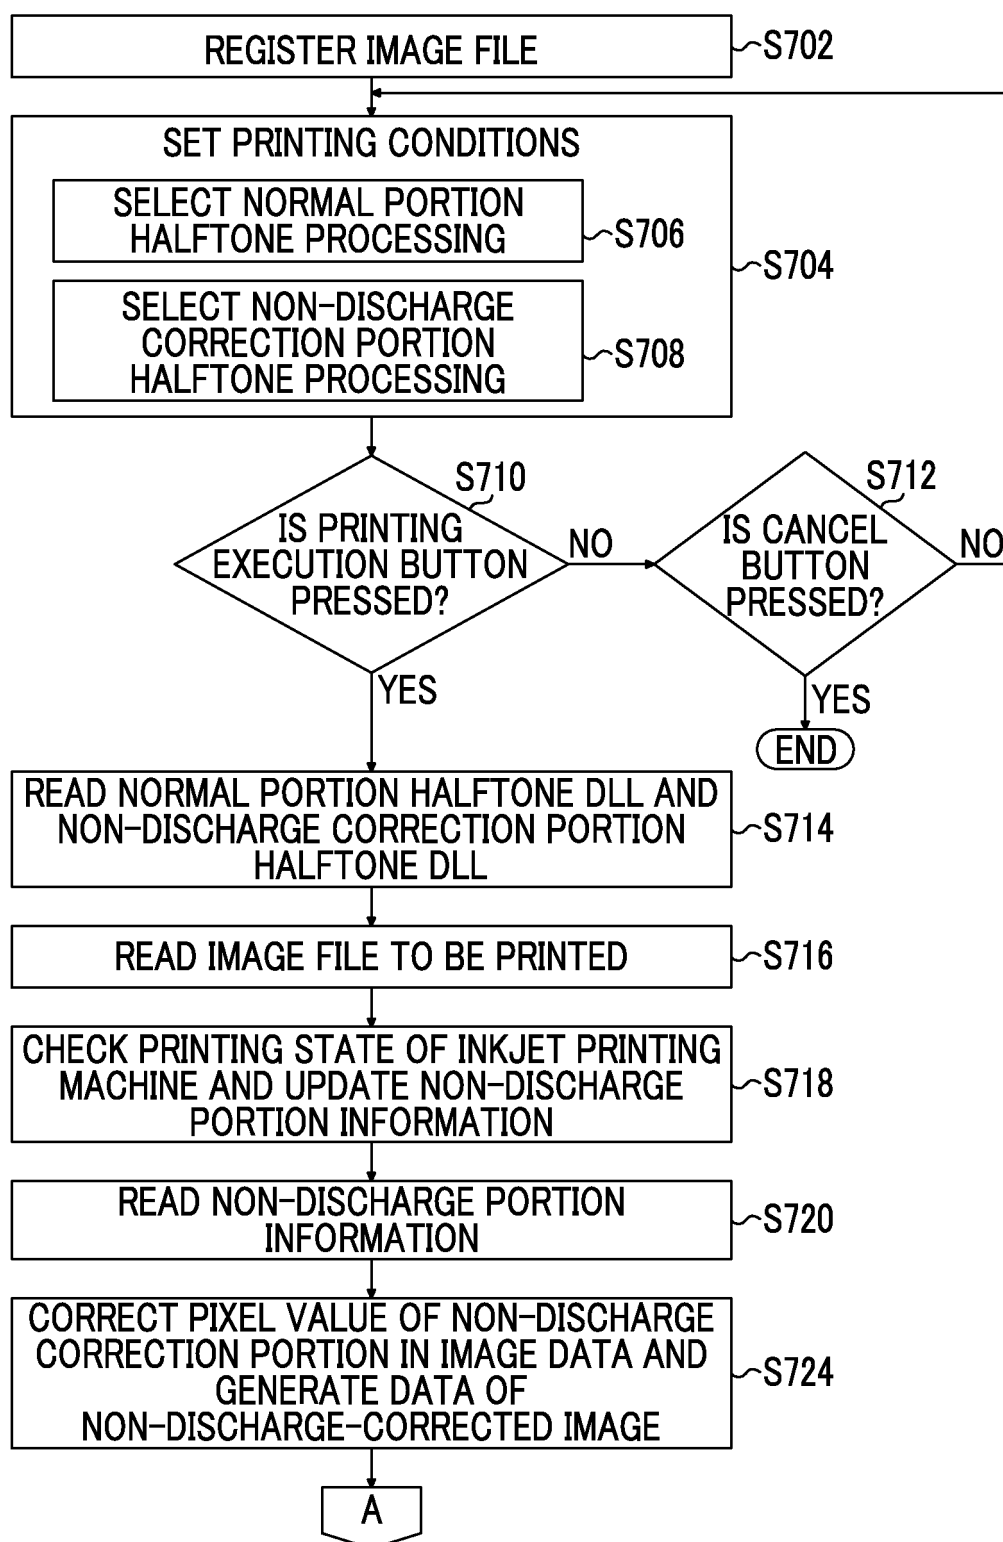 REGISTER IMAGE FILE
S702
SET PRINTING CONDITIONS
SELECT NORMAL PORTION
HALFTONE PROCESSING
S706
S704
SELECT NON-DISCHARGE
CORRECTION PORTION
HALFTONE PROCESSING
S708
S710
IS PRINTING
EXECUTION BUTTON
PRESSED?
NO
S712
IS CANCEL
BUTTON
PRESSED?
NO
YES
YES
END
READ NORMAL PORTION HALFTONE DLL AND
NON-DISCHARGE CORRECTION PORTION
HALFTONE DLL
S714
READ IMAGE FILE TO BE PRINTED
S716
CHECK PRINTING STATE OF INKJET PRINTING
MACHINE AND UPDATE NON-DISCHARGE
PORTION INFORMATION
S718
READ NON-DISCHARGE PORTION
INFORMATION
S720
CORRECT PIXEL VALUE OF NON-DISCHARGE
CORRECTION PORTION IN IMAGE DATA AND
GENERATE DATA OF
NON-DISCHARGE-CORRECTED IMAGE
S724
A